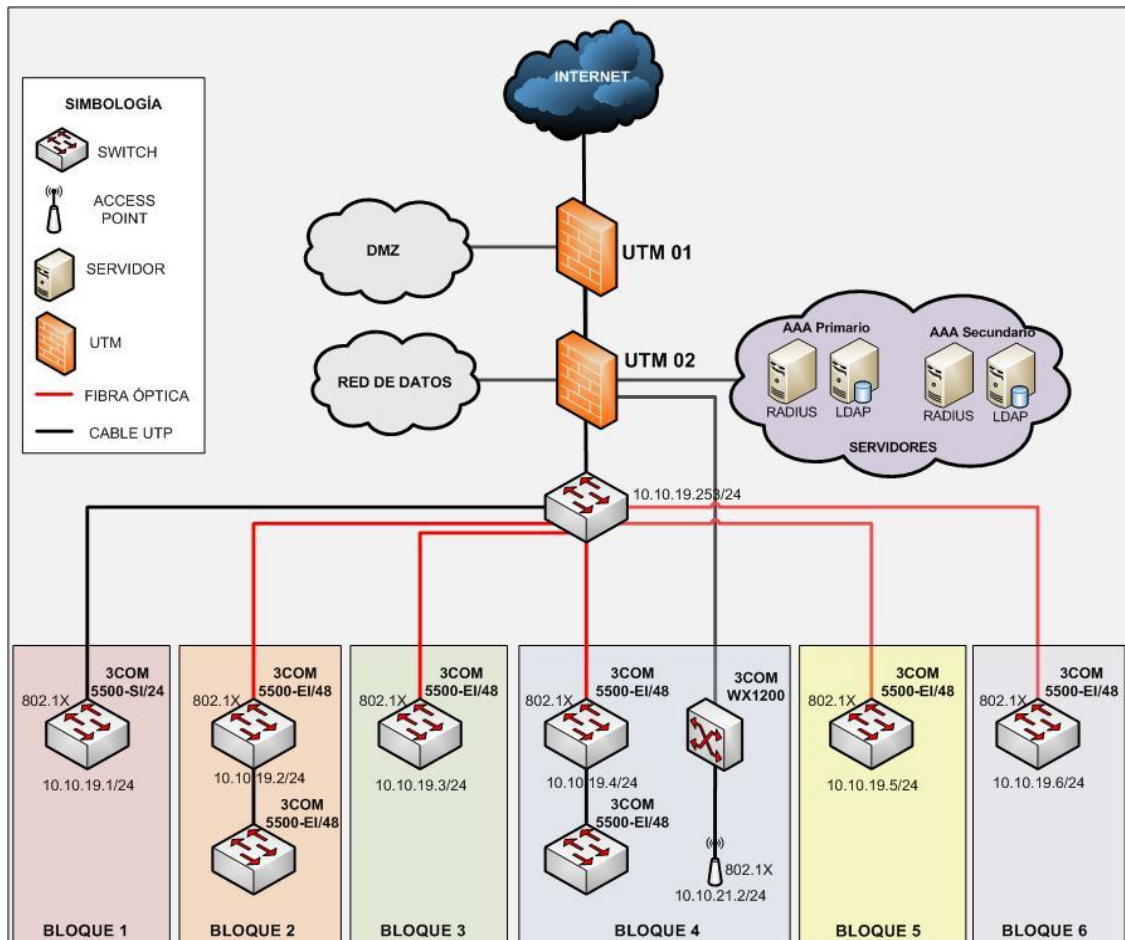 INTERNET
SIMBOLOGÍA
SWITCH
ACCESS
POINT
SERVIDOR
UTM
FIBRA ÓPTICA
CABLE UTP
DMZ
UTM 01
RED DE DATOS
UTM 02
AAA Primario
AAA Secundario
RADIUS
LDAP
RADIUS
LDAP
SERVIDORES
10.10.19.253/24
3COM
5500-SI/24
802.1X
10.10.19.1/24
BLOQUE 1
3COM
5500-EI/48
802.1X
10.10.19.2/24
3COM
5500-EI/48
BLOQUE 2
3COM
5500-EI/48
802.1X
10.10.19.3/24
BLOQUE 3
3COM
5500-EI/48
802.1X
10.10.19.4/24
3COM
5500-EI/48
3COM
WX1200
802.1X
10.10.21.2/24
BLOQUE 4
3COM
5500-EI/48
802.1X
10.10.19.5/24
BLOQUE 5
3COM
5500-EI/48
802.1X
10.10.19.6/24
BLOQUE 6